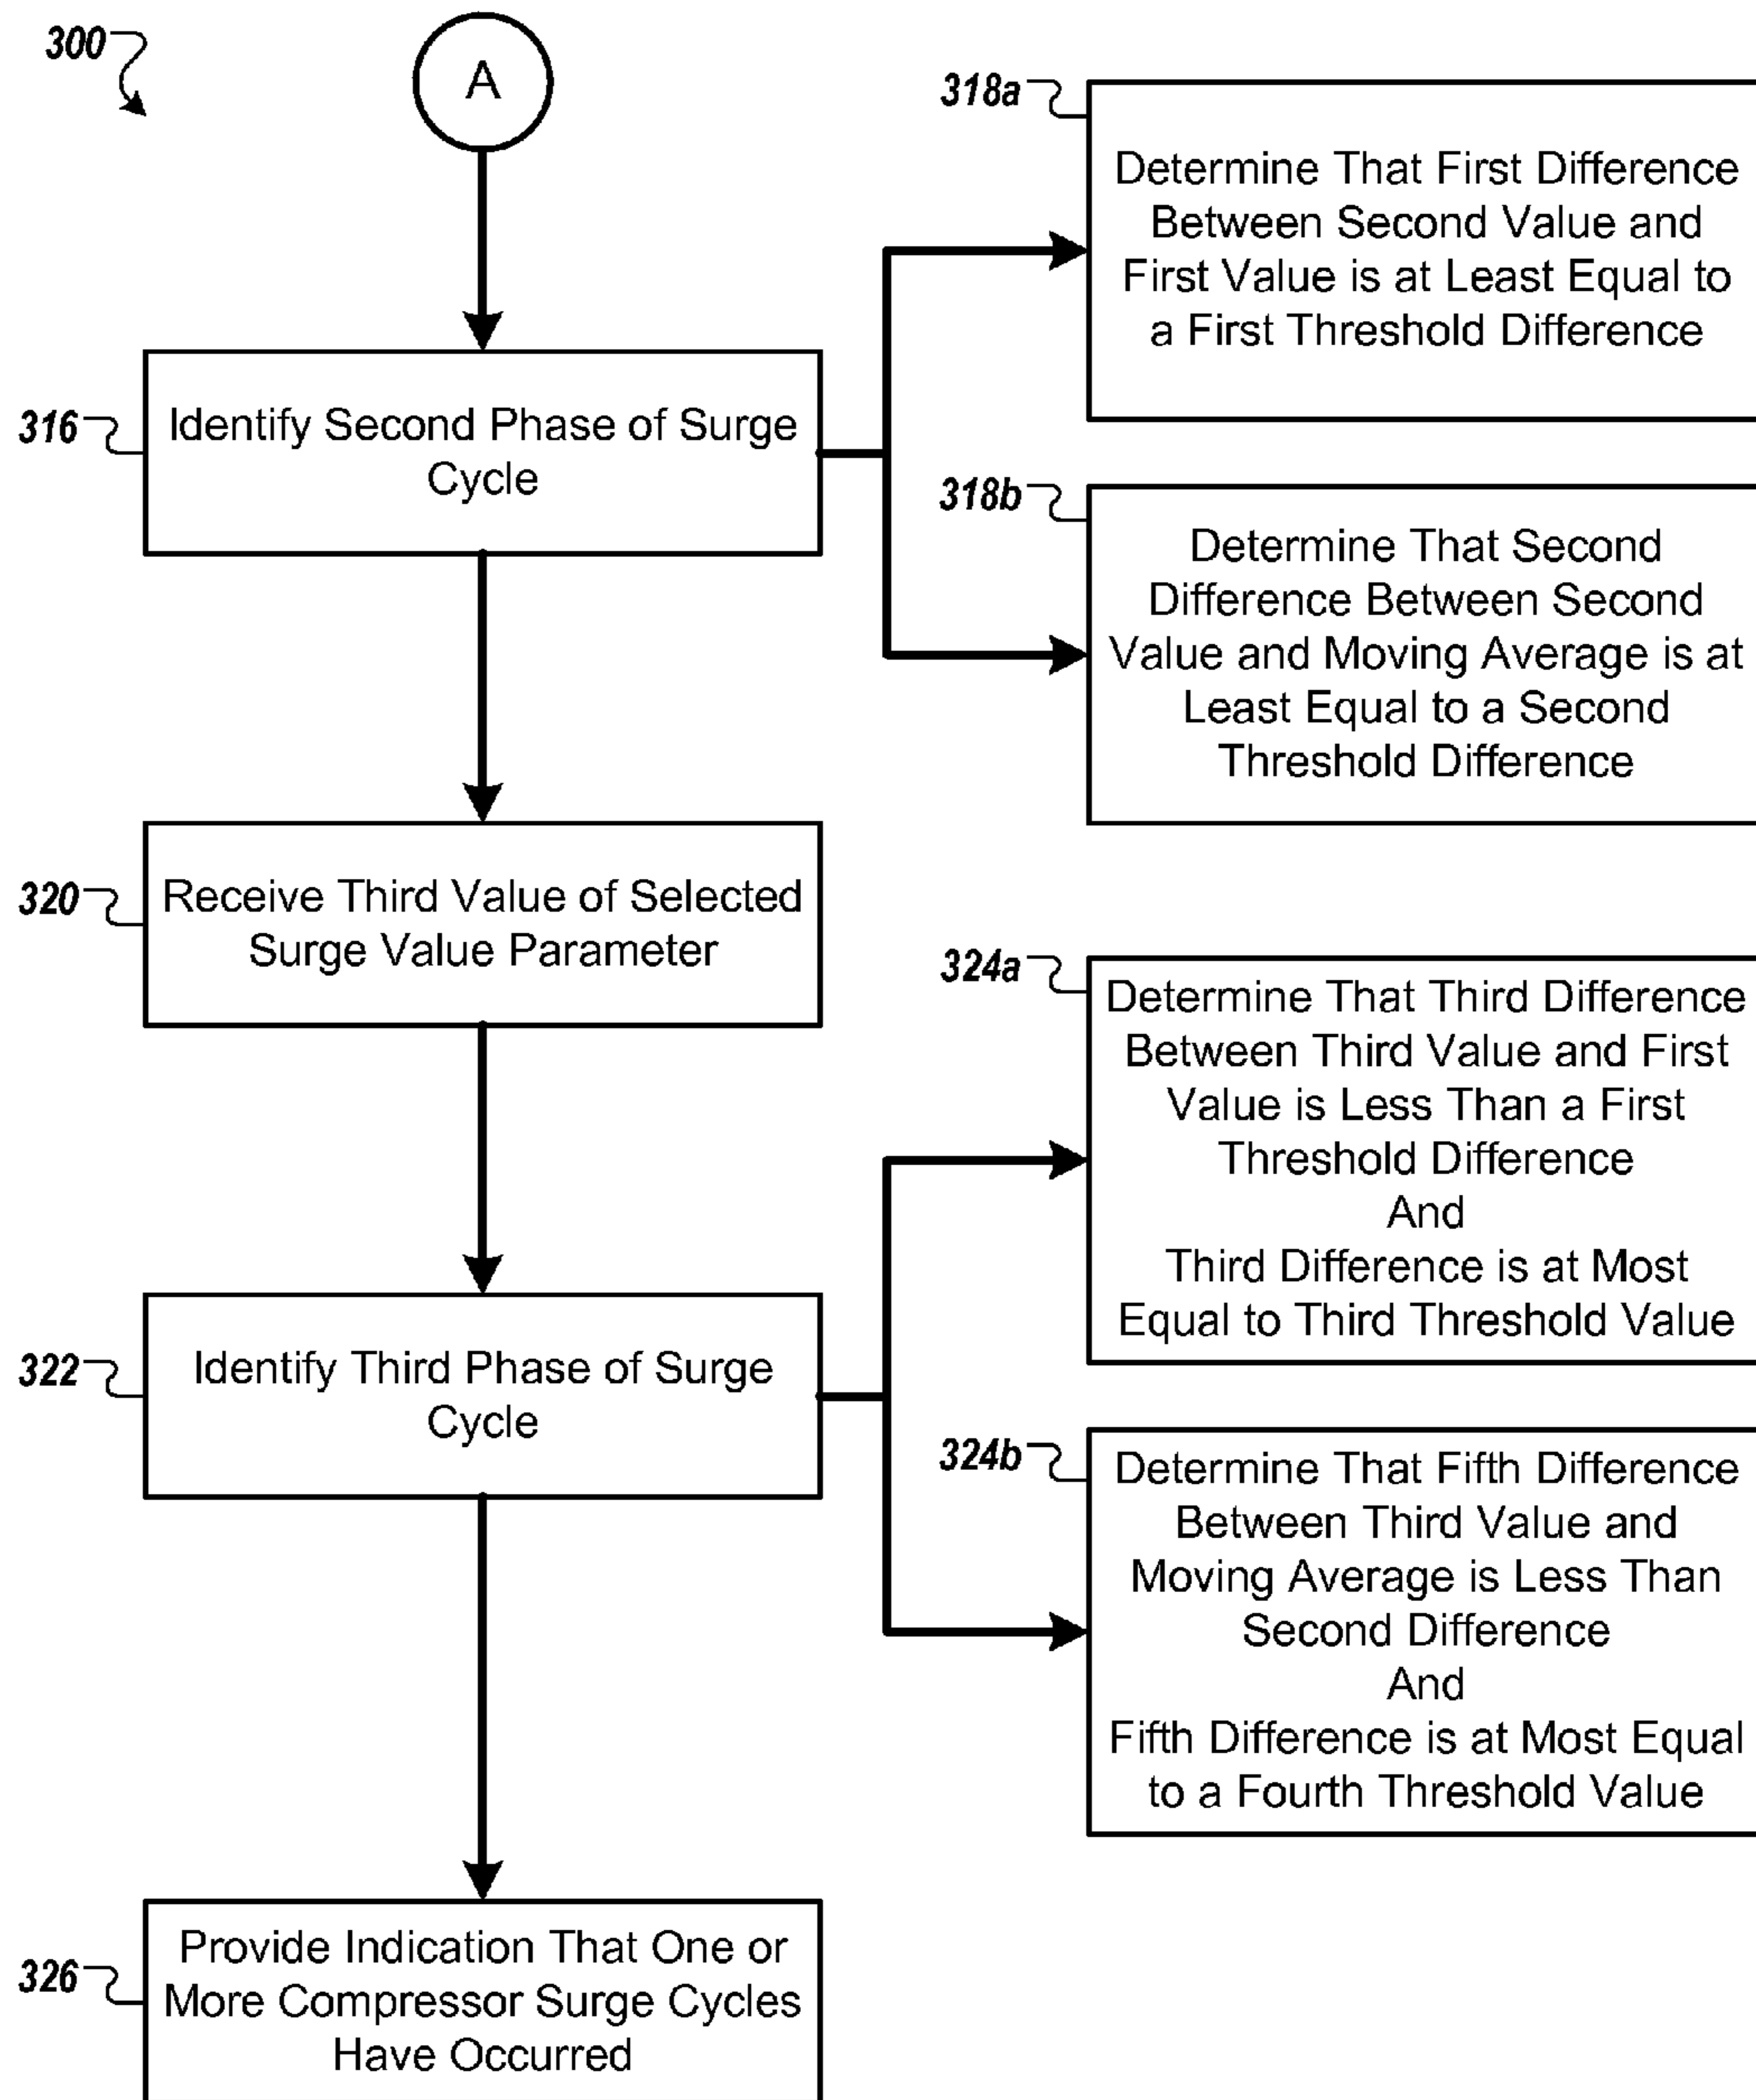 300
A
318a
Determine That First Difference
Between Second Value and
First Value is at Least Equal to
a First Threshold Difference
316
Identify Second Phase of Surge
Cycle
318b
Determine That Second
Difference Between Second
Value and Moving Average is at
Least Equal to a Second
Threshold Difference
320
Receive Third Value of Selected
Surge Value Parameter
324a
Determine That Third Difference
Between Third Value and First
Value is Less Than a First
Threshold Difference
And
Third Difference is at Most
Equal to Third Threshold Value
322
Identify Third Phase of Surge
Cycle
324b
Determine That Fifth Difference
Between Third Value and
Moving Average is Less Than
Second Difference
And
Fifth Difference is at Most Equal
to a Fourth Threshold Value
326
Provide Indication That One or
More Compressor Surge Cycles
Have Occurred